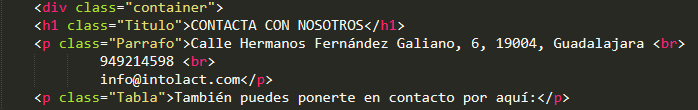 <div class="container">
<h1 class="Titulo">CONTACTA CON NOSOTROS</h1>
<p class="Parrafo">Calle Hermanos Fernández Galiano, 6, 19004, Guadalajara <br>
949214598 <br>
info@intolact.com</p>
<p class="Tabla">También puedes ponerte en contacto por aquí:</p>